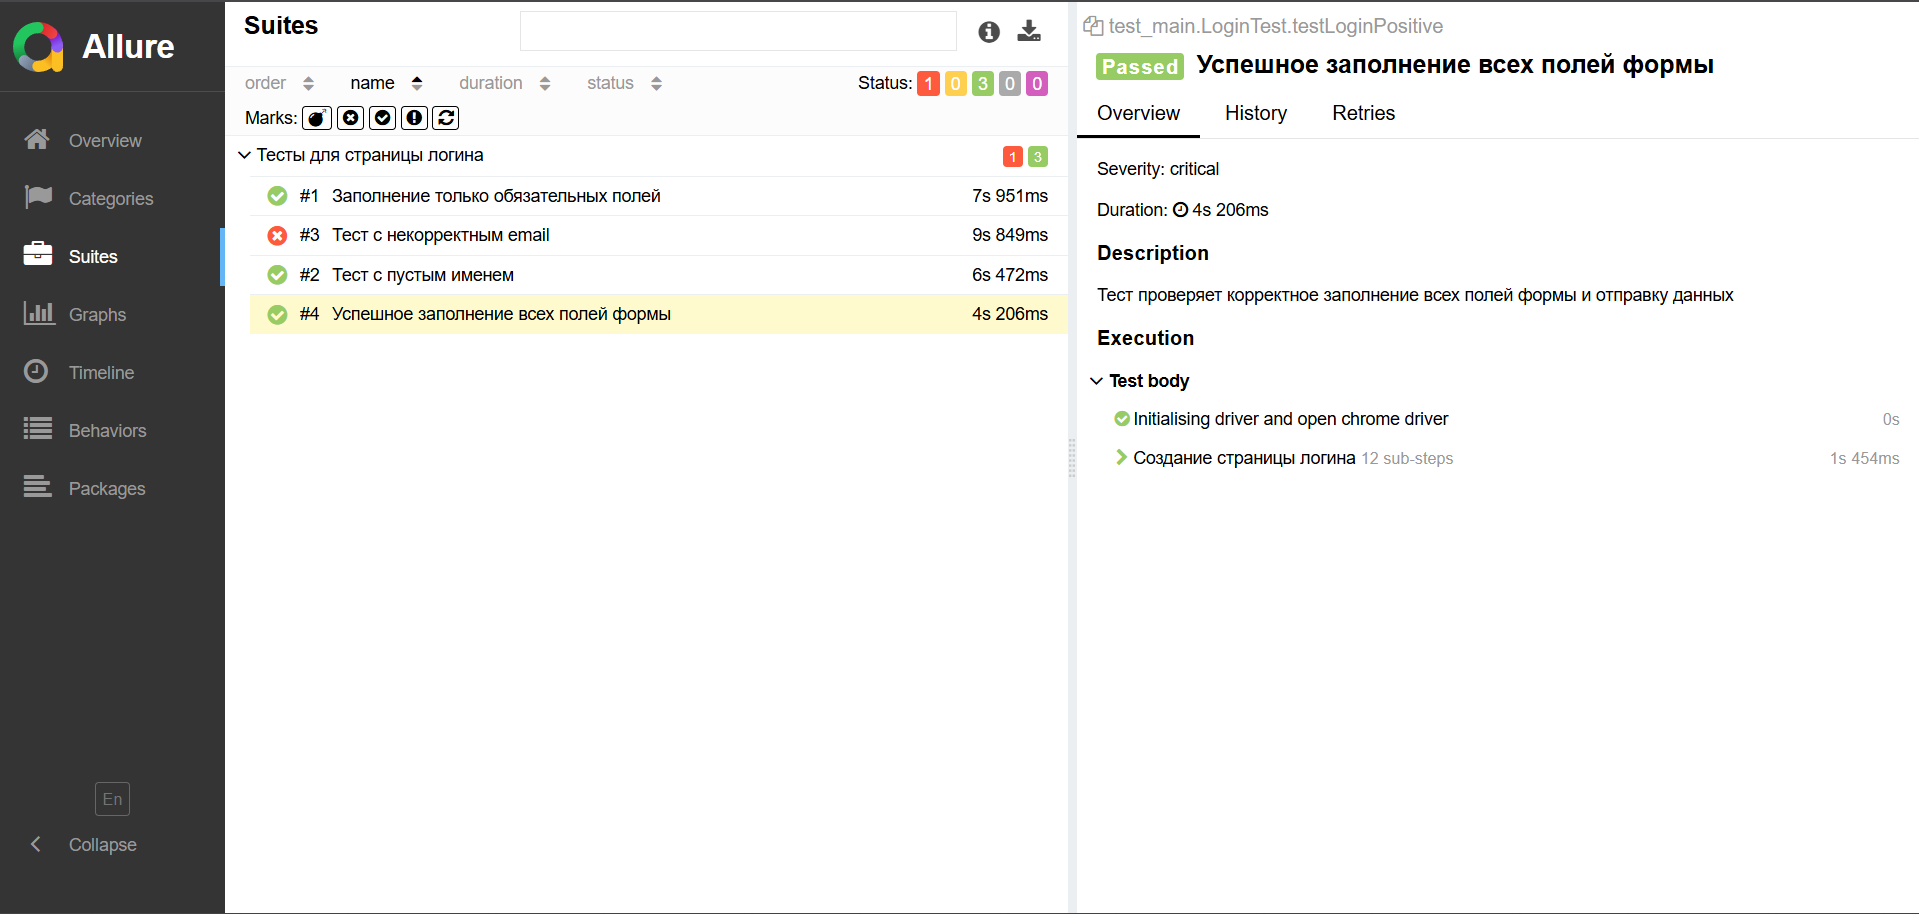 Allure
Overview
Categories
Suites
Graphs
Timeline
Behaviors
Packages
En
Collapse
Suites
order name duration status Status: 1 0 3 0 0
Marks:
Тесты для страницы логина 1 3
#1 Заполнение только обязательных полей 7s 951ms
#3 Тест с некорректным email 9s 849ms
#2 Тест с пустым именем 6s 472ms
#4 Успешное заполнение всех полей формы 4s 206ms
test_main.LoginTest.testLoginPositive
Passed Успешное заполнение всех полей формы
Overview History Retries
Severity: critical
Duration: 4s 206ms
Description
Тест проверяет корректное заполнение всех полей формы и отправку данных
Execution
Test body
Initialising driver and open chrome driver 0s
Создание страницы логина 12 sub-steps 1s 454ms